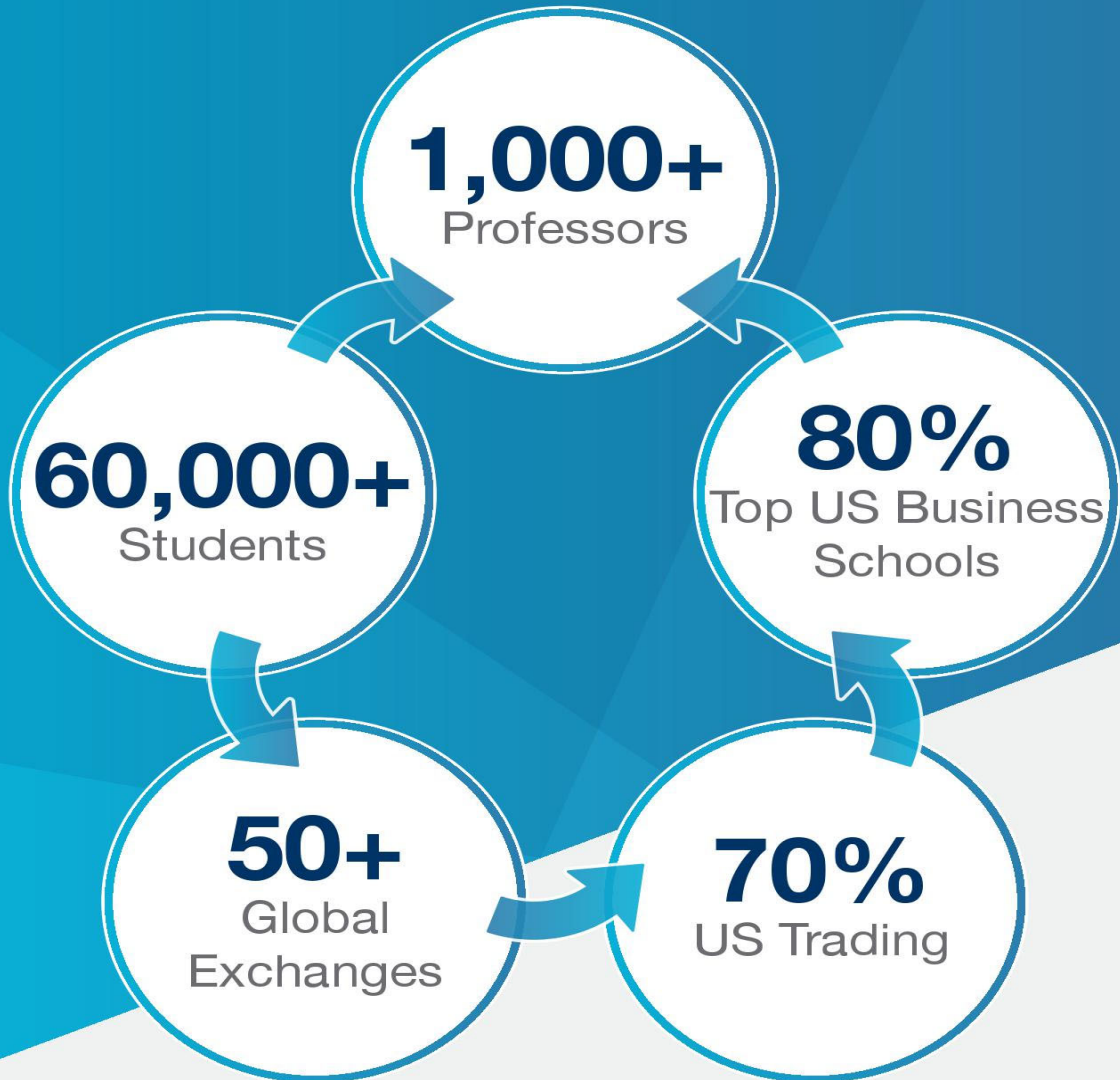 1,000+
Professors
60,000+
Students
80%
Top US Business
Schools
50+
Global
Exchanges
70%
US Trading